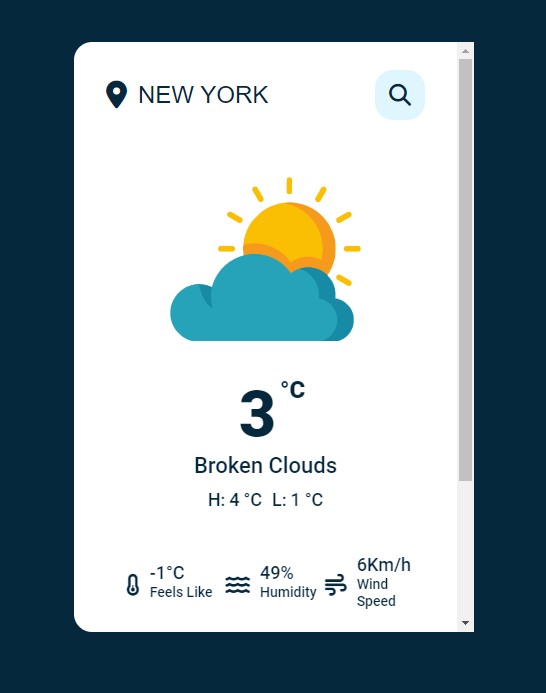 NEW YORK
3 °C
Broken Clouds
H: 4 °C L: 1 °C
-1°C 49% 6Km/h
Feels Like Humidity Wind
Speed